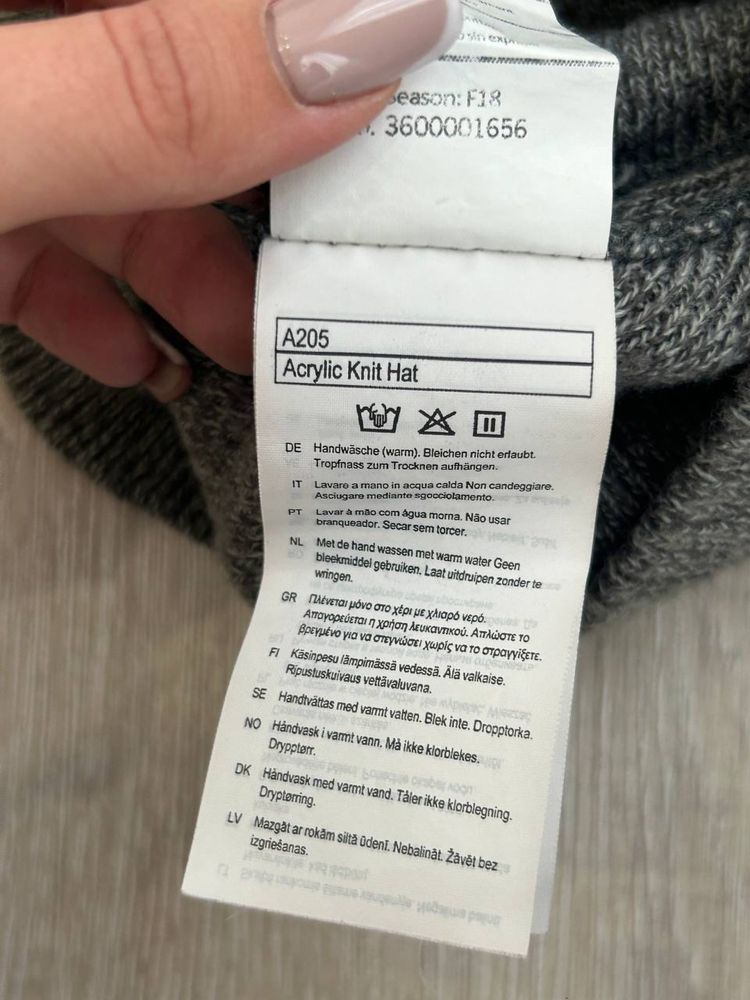 sin expr
eason: F18
. 3600001656
A205
Acrylic Knit Hat
DE Handwäsche (warm). Bleichen nicht erlaubt.
Tropfnass zum Trocknen aufhängen.
IT Lavare a mano in acqua calda Non candeggiare.
Asciugare mediante sgocciolamento.
PT Lavar à mão com água morna. Não usar
branqueador. Secar sem torcer.
NL Met de hand wassen met warm water Geen
bleekmiddel gebruiken. Laat uitdruipen zonder te
wringen.
GR Πλένεται μόνο στο χέρι με χλιαρό νερό.
Απαγορεύεται η χρήση λευκαντικού. Απλώστε το
βρεγμένο για να στεγνώσει χωρίς να το στραγγίξετε.
FI Käsinpesu lämpimässä vedessä. Älä valkaise.
Ripustuskuivaus vettävaluvana.
SE Handtvättas med varmt vatten. Blek inte. Dropptorka.
NO Håndvask i varmt vann. Må ikke klorblekes.
Drypptørr.
DK Håndvask med varmt vand. Tåler ikke klorblegning.
Dryptørring.
LV Mazgāt ar rokām siltā ūdenī. Nebalināt. Žāvēt bez
izgriešanas.